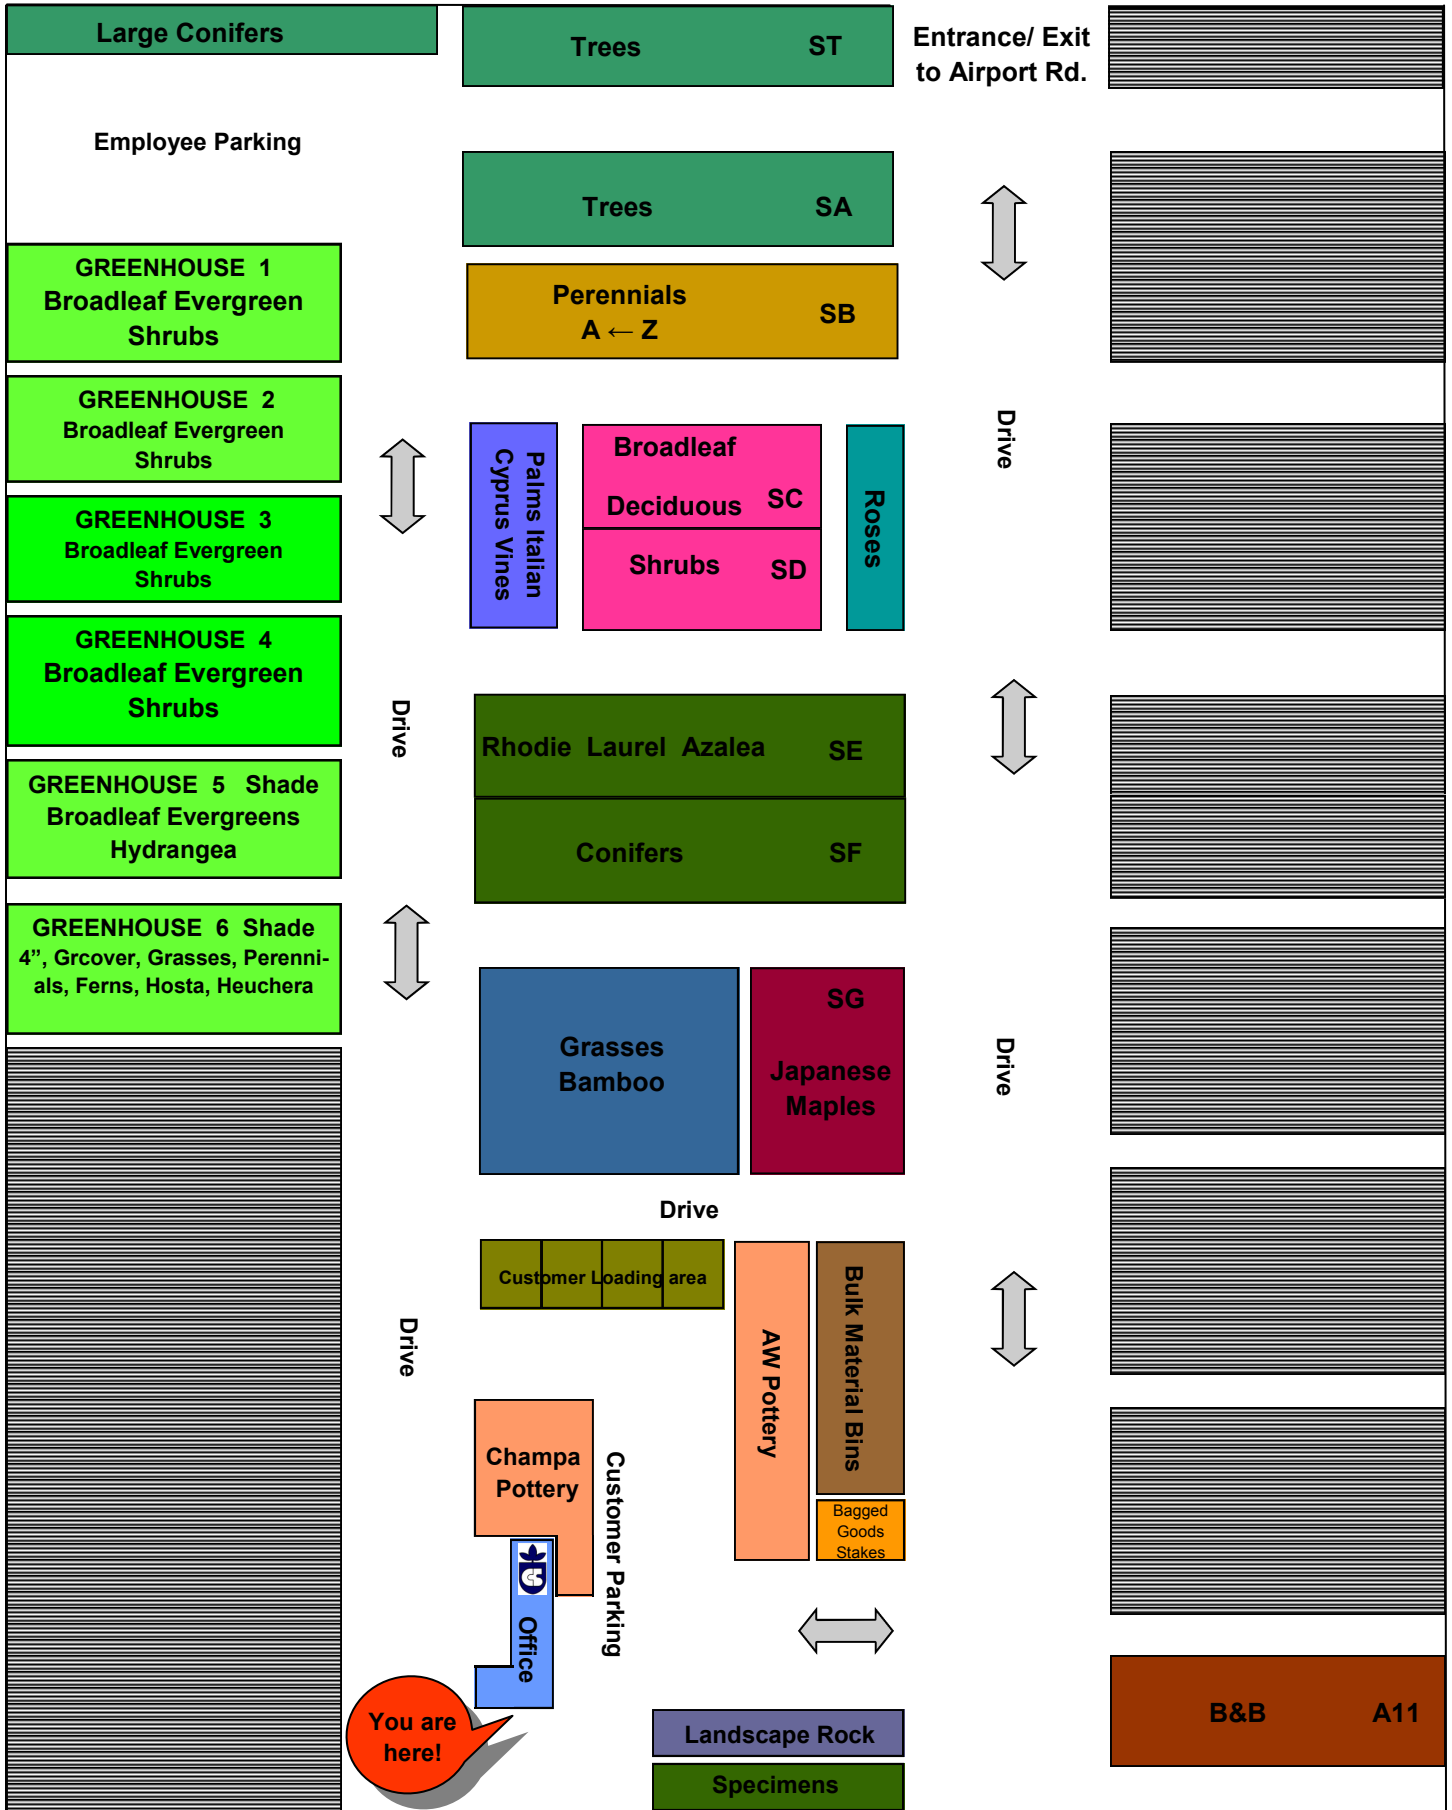 Large Conifers
Trees ST
Entrance/ Exit
to Airport Rd.
Employee Parking
Trees SA
GREENHOUSE 1
Broadleaf Evergreen
Shrubs
Perennials
A ← Z
SB
GREENHOUSE 2
Broadleaf Evergreen
Shrubs
Palms Italian
Cyprus Vines
Broadleaf
Deciduous SC
Shrubs SD
Roses
Drive
GREENHOUSE 3
Broadleaf Evergreen
Shrubs
GREENHOUSE 4
Broadleaf Evergreen
Shrubs
Drive
Rhodie Laurel Azalea SE
GREENHOUSE 5 Shade
Broadleaf Evergreens
Hydrangea
Conifers SF
GREENHOUSE 6 Shade
4”, Grcover, Grasses, Perenni-
als, Ferns, Hosta, Heuchera
Grasses
Bamboo
SG
Japanese
Maples
Drive
Drive
Customer Loading area
Drive
AW Pottery
Bulk Material Bins
Champa
Pottery
Customer Parking
Bagged
Goods
Stakes
Office
You are
here!
Landscape Rock
Specimens
B&B A11